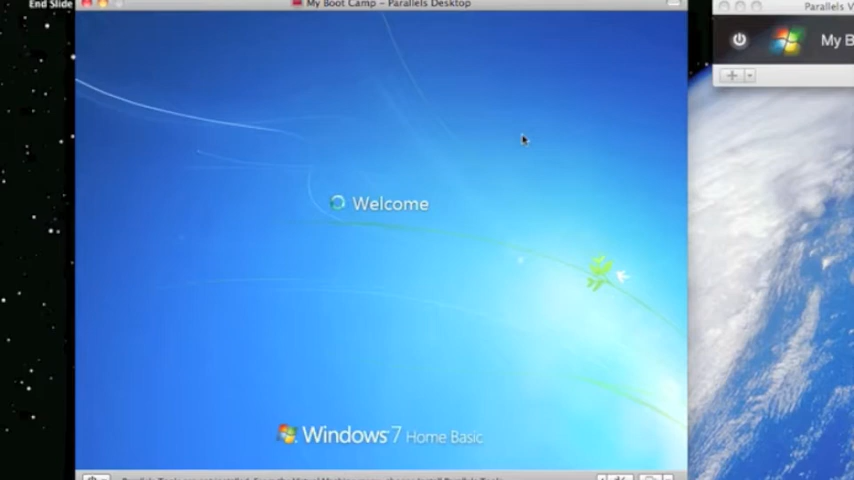 End Slide
My Boot Camp – Parallels Desktop
Parallels V
My B
Welcome
Windows 7 Home Basic